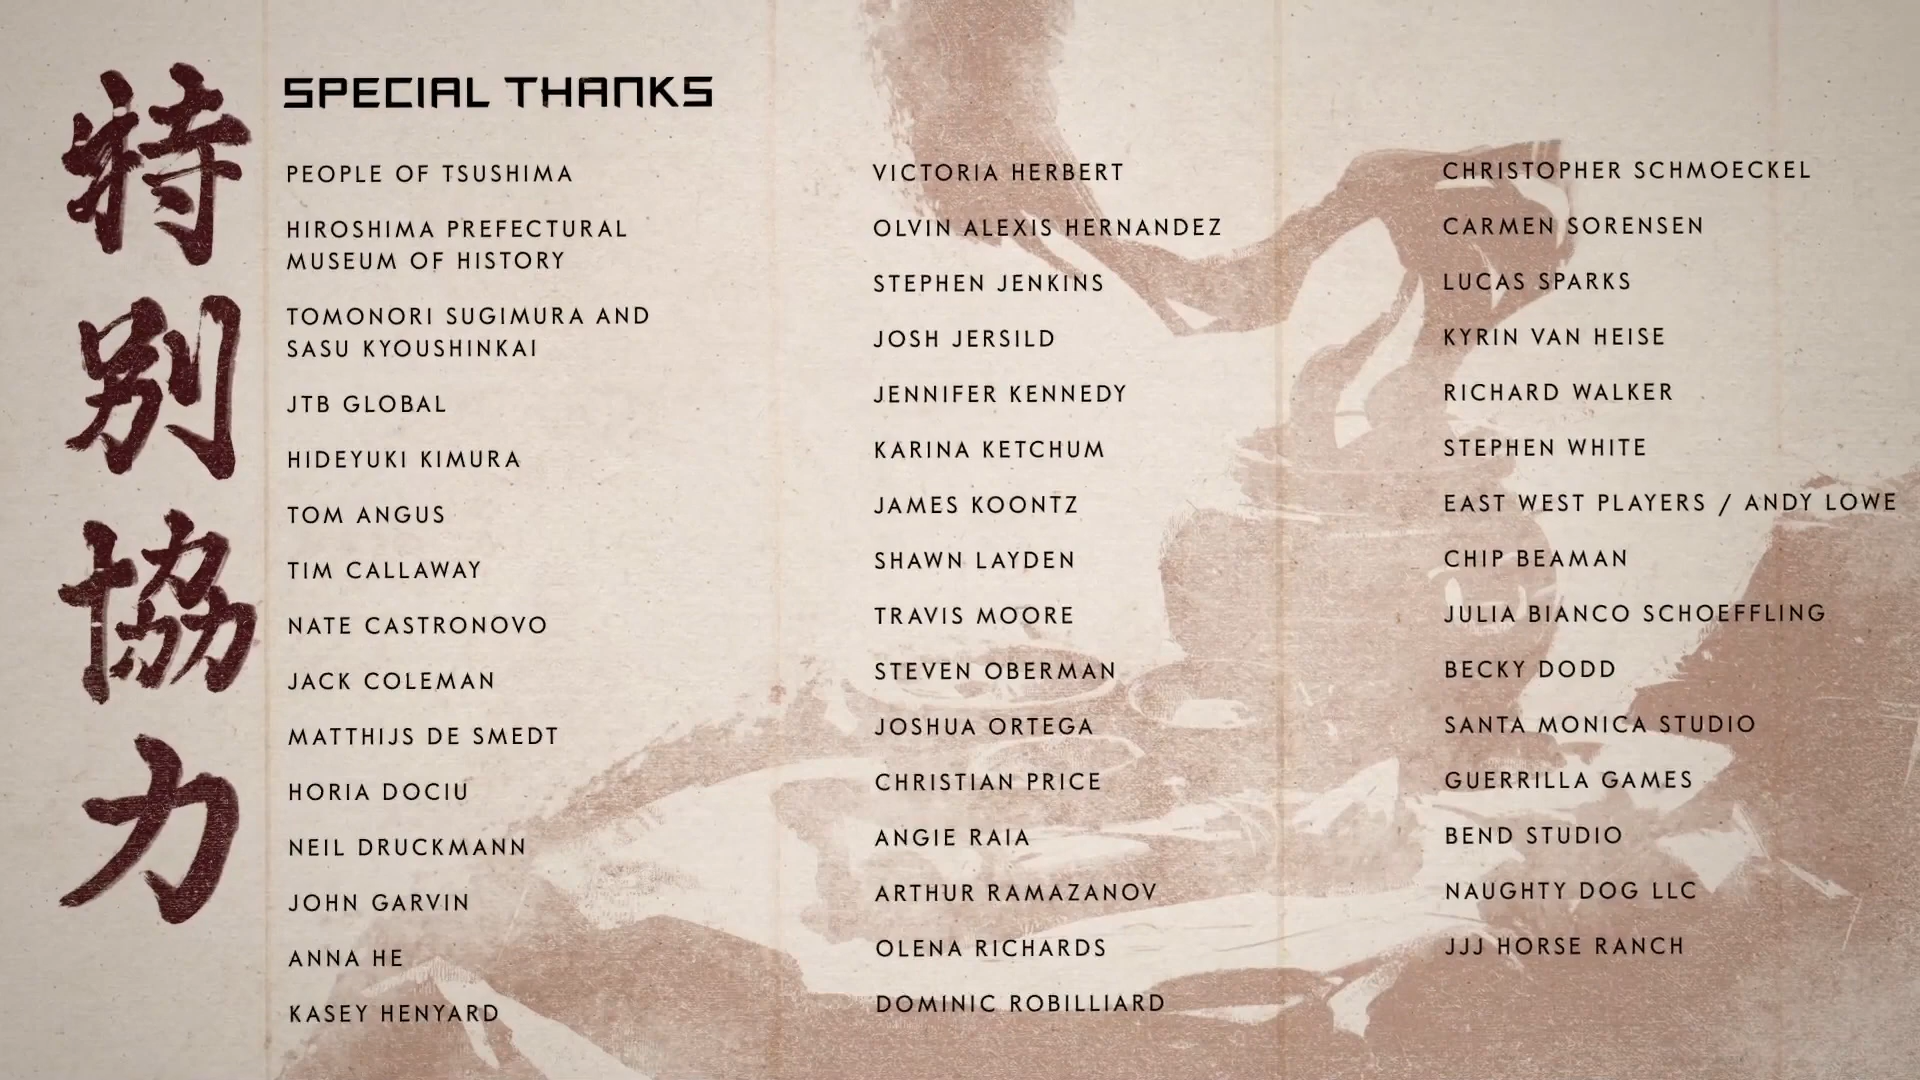 特別協力
SPECIAL THANKS
PEOPLE OF TSUSHIMA
HIROSHIMA PREFECTURAL
MUSEUM OF HISTORY
TOMONORI SUGIMURA AND
SASU KYOUSHINKAI
JTB GLOBAL
HIDEYUKI KIMURA
TOM ANGUS
TIM CALLAWAY
NATE CASTRONOVO
JACK COLEMAN
MATTHIJS DE SMEDT
HORIA DOCIU
NEIL DRUCKMANN
JOHN GARVIN
ANNA HE
KASEY HENYARD
VICTORIA HERBERT
OLVIN ALEXIS HERNANDEZ
STEPHEN JENKINS
JOSH JERSILD
JENNIFER KENNEDY
KARINA KETCHUM
JAMES KOONTZ
SHAWN LAYDEN
TRAVIS MOORE
STEVEN OBERMAN
JOSHUA ORTEGA
CHRISTIAN PRICE
ANGIE RAIA
ARTHUR RAMAZANOV
OLENA RICHARDS
DOMINIC ROBILLIARD
CHRISTOPHER SCHMOECKEL
CARMEN SORENSEN
LUCAS SPARKS
KYRIN VAN HEISE
RICHARD WALKER
STEPHEN WHITE
EAST WEST PLAYERS / ANDY LOWE
CHIP BEAMAN
JULIA BIANCO SCHOEFFLING
BECKY DODD
SANTA MONICA STUDIO
GUERRILLA GAMES
BEND STUDIO
NAUGHTY DOG LLC
JJJ HORSE RANCH